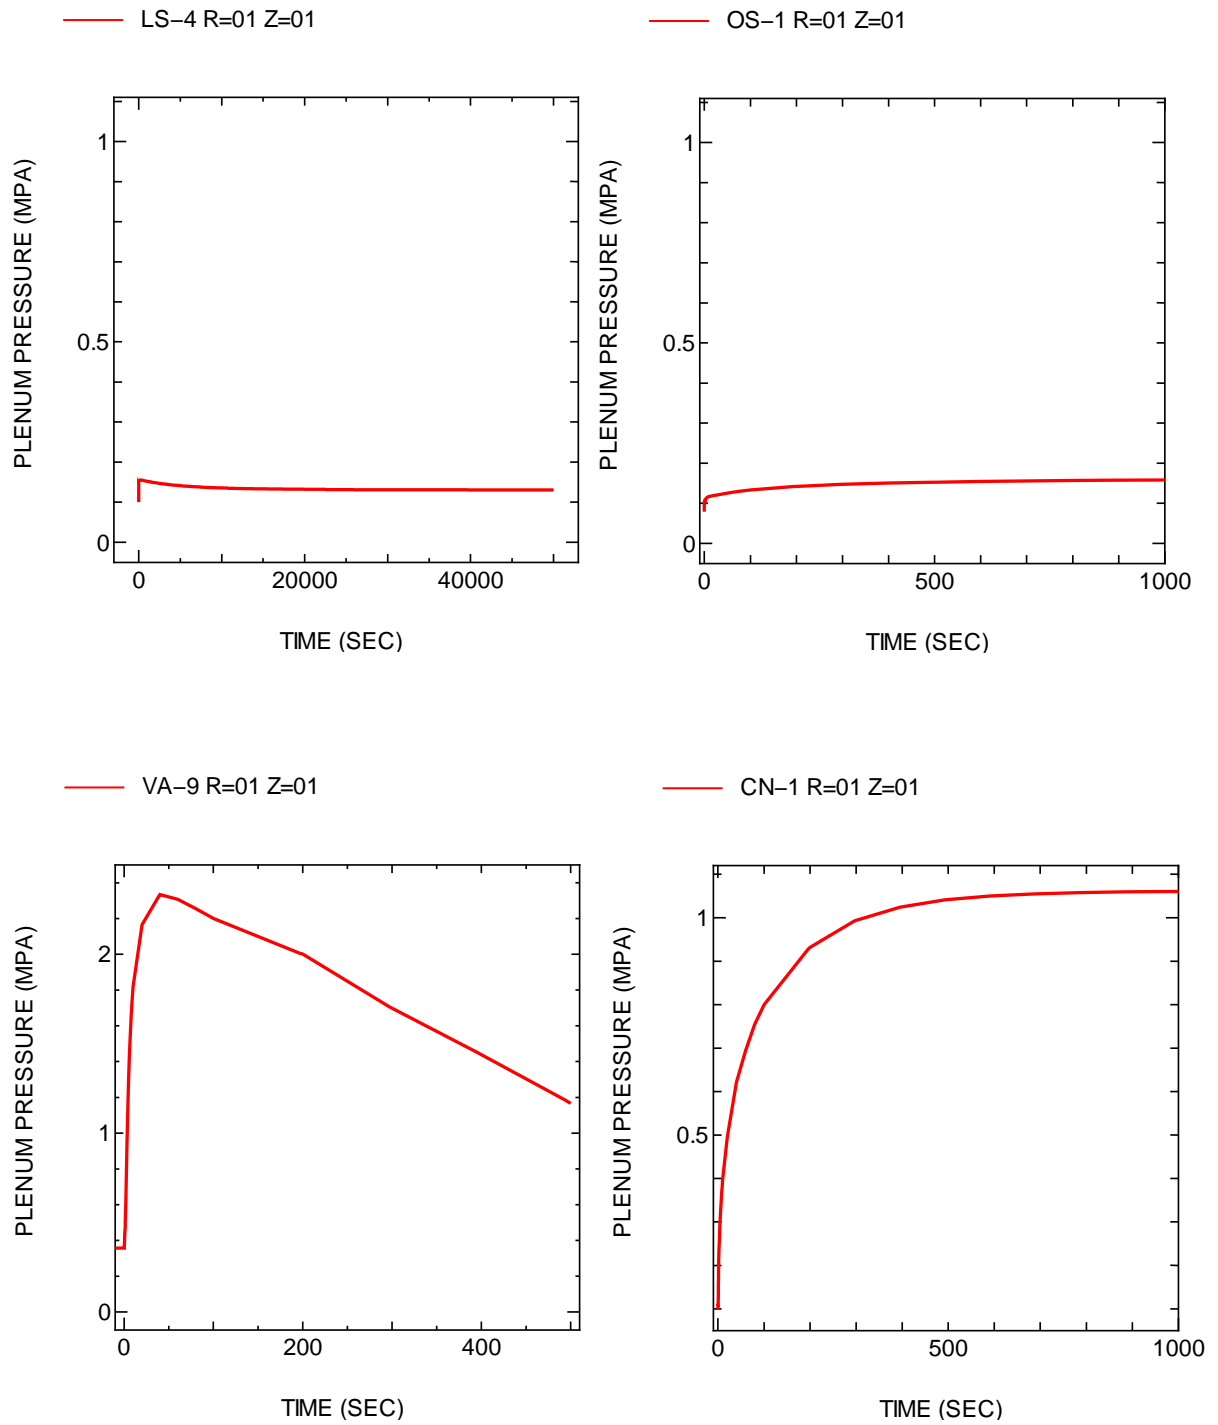 LS−4 R=01 Z=01
PLENUM PRESSURE (MPA)
1
0.5
0
0 20000 40000
TIME (SEC)
OS−1 R=01 Z=01
PLENUM PRESSURE (MPA)
1
0.5
0
0 500 1000
TIME (SEC)
VA−9 R=01 Z=01
PLENUM PRESSURE (MPA)
2
1
0
0 200 400
TIME (SEC)
CN−1 R=01 Z=01
PLENUM PRESSURE (MPA)
1
0.5
0 500 1000
TIME (SEC)